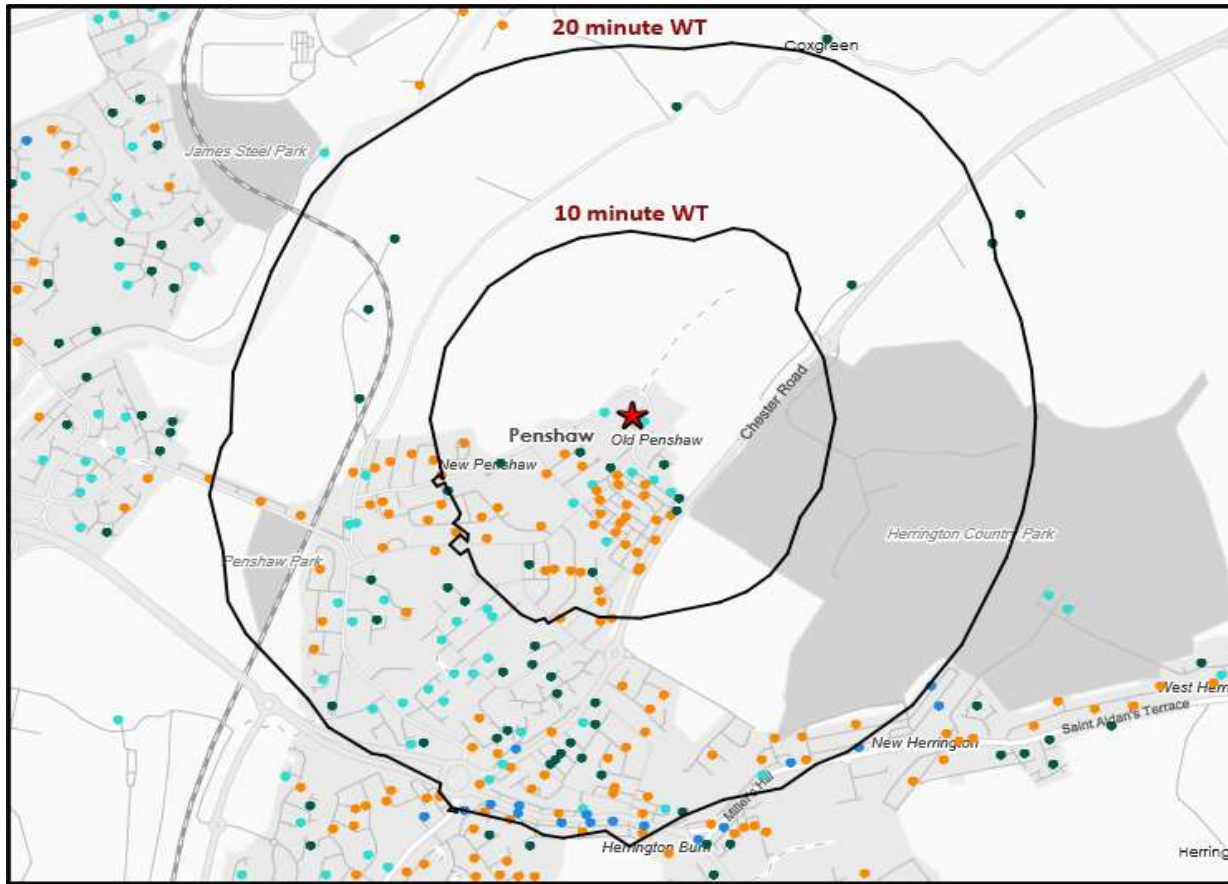 20 minute WT
Coxgreen
James Steel Park
10 minute WT
Chester Road
Penshaw
Old Penshaw
New Penshaw
Herrington Country Park
Penshaw Park
West Herr
Saint Aidan's Terrace
New Herrington
Miller's Hill
Herrington Burn
Herring